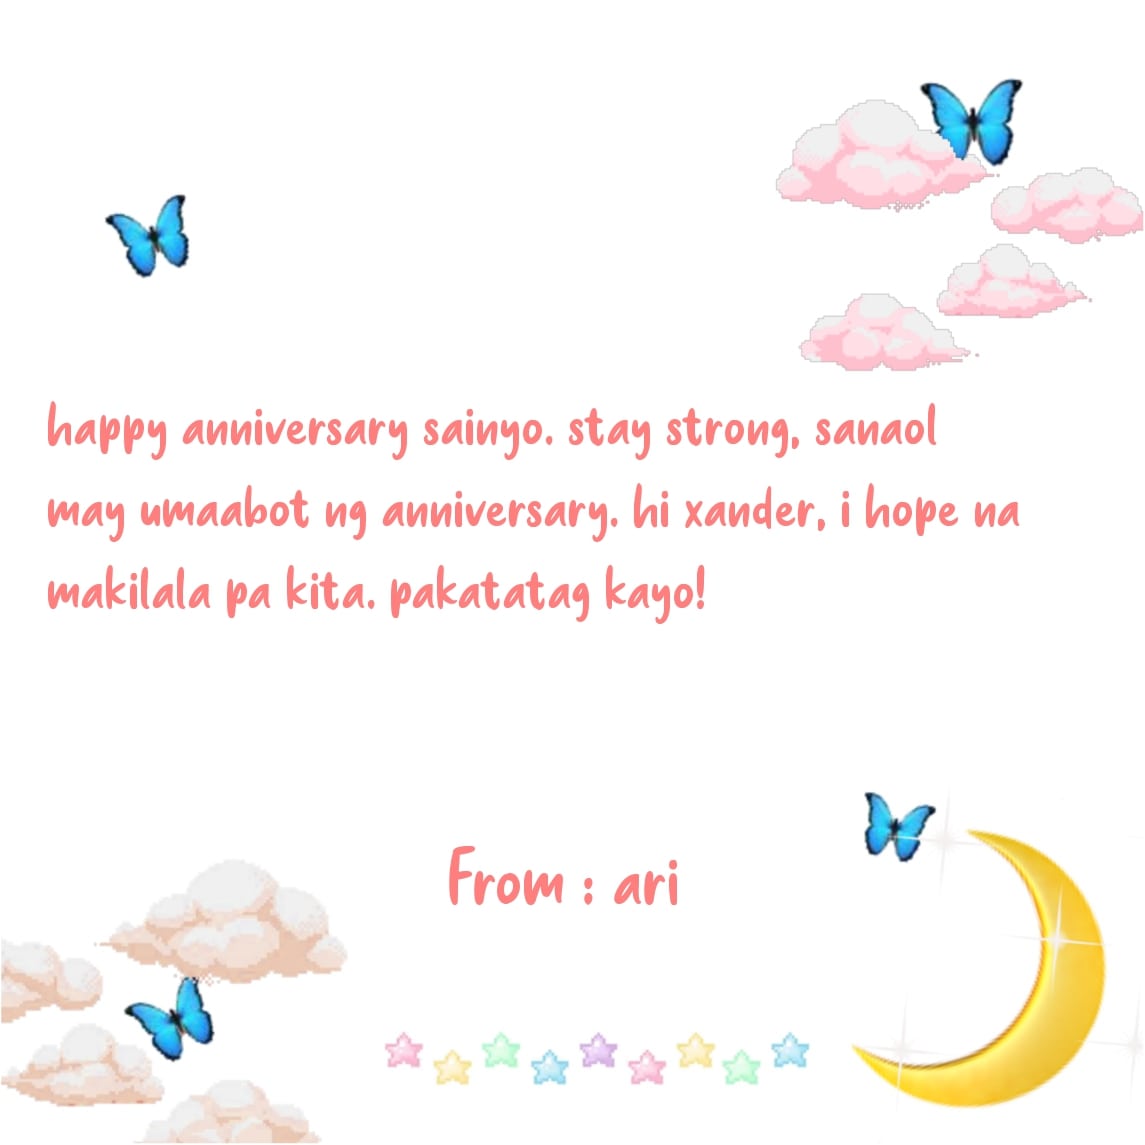 happy anniversary sainyo. stay strong, sanaol
may umaabot ng anniversary. hi xander, i hope na
makilala pa kita. pakatatag kayo!
From : ari